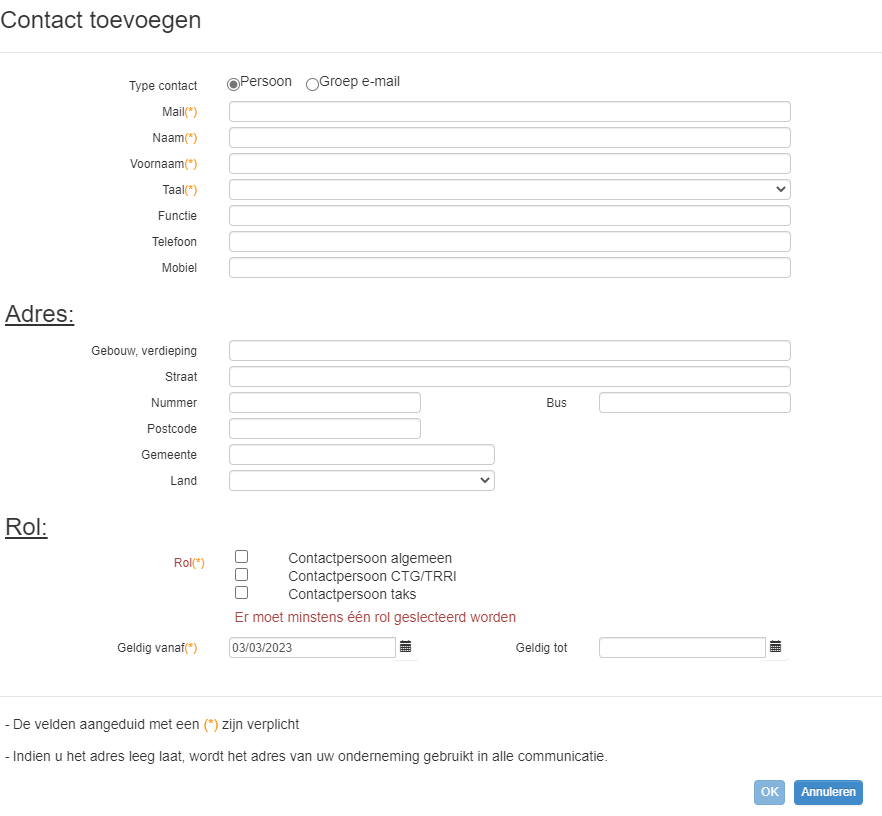 Contact toevoegen
Type contact Persoon Groep e-mail
Mail(*)
Naam(*)
Voornaam(*)
Taal(*)
Functie
Telefoon
Mobiel
Adres:
Gebouw, verdieping
Straat
Nummer Bus
Postcode
Gemeente
Land
Rol:
Rol(*) Contactpersoon algemeen
Contactpersoon CTG/TRRI
Contactpersoon taks
Er moet minstens één rol geslecteerd worden
Geldig vanaf(*) 03/03/2023 Geldig tot
- De velden aangeduid met een (*) zijn verplicht
- Indien u het adres leeg laat, wordt het adres van uw onderneming gebruikt in alle communicatie.
OK Annuleren